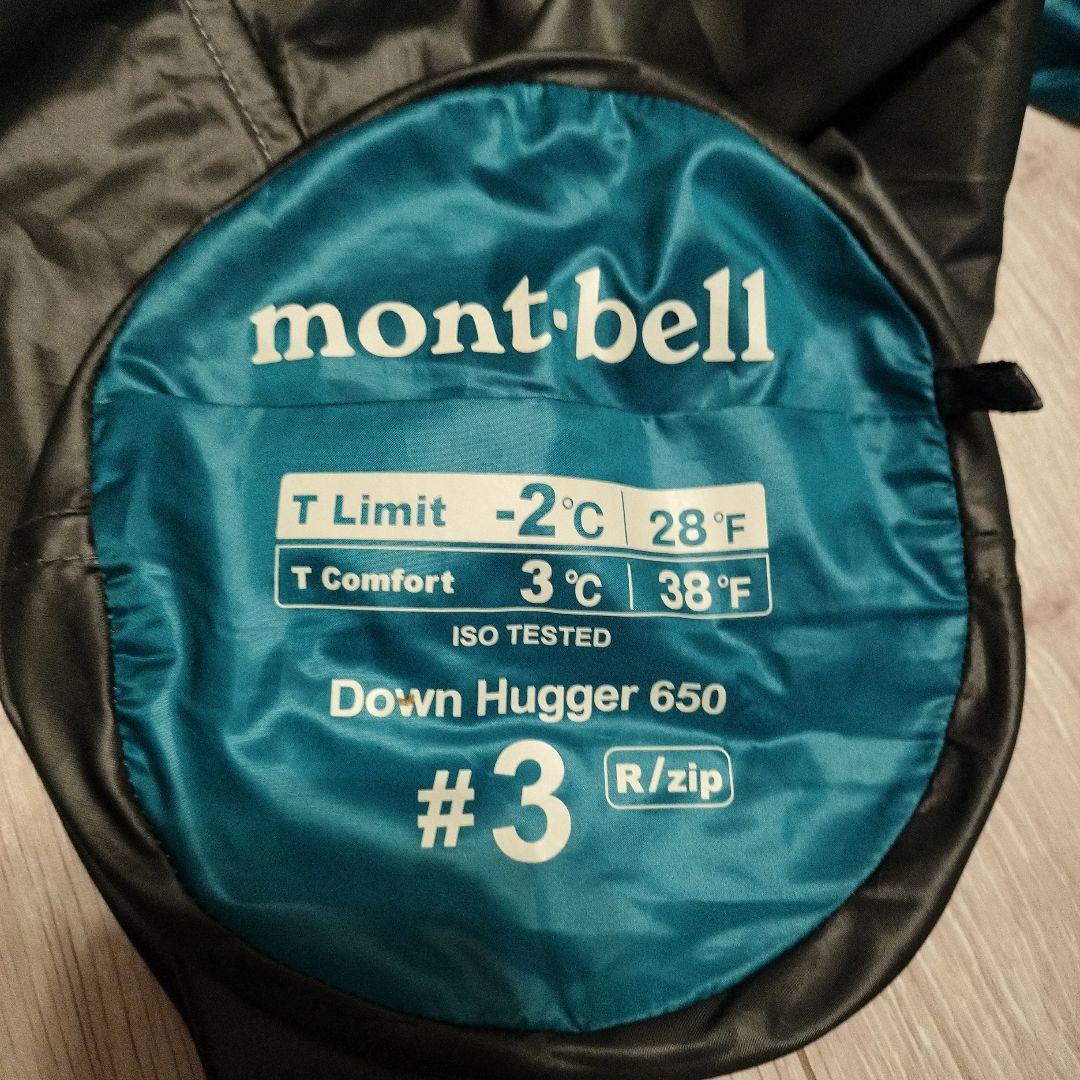 mont·bell
T Limit -2°C 28°F
T Comfort 3°C 38°F
ISO TESTED
Down Hugger 650
#3 R/zip